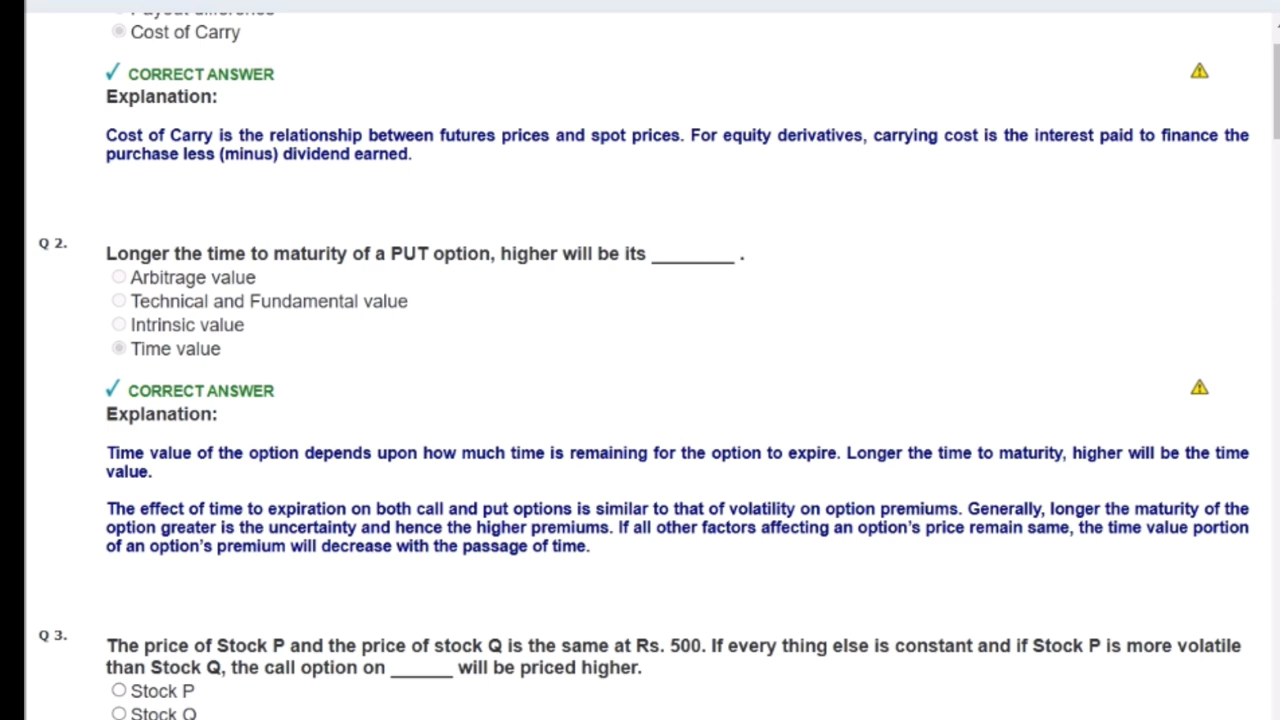 Payout difference
Cost of Carry
✓ CORRECT ANSWER
Explanation:
Cost of Carry is the relationship between futures prices and spot prices. For equity derivatives, carrying cost is the interest paid to finance the
purchase less (minus) dividend earned.
Q 2.
Longer the time to maturity of a PUT option, higher will be its ________ .
Arbitrage value
Technical and Fundamental value
Intrinsic value
Time value
✓ CORRECT ANSWER
Explanation:
Time value of the option depends upon how much time is remaining for the option to expire. Longer the time to maturity, higher will be the time
value.
The effect of time to expiration on both call and put options is similar to that of volatility on option premiums. Generally, longer the maturity of the
option greater is the uncertainty and hence the higher premiums. If all other factors affecting an option’s price remain same, the time value portion
of an option’s premium will decrease with the passage of time.
Q 3.
The price of Stock P and the price of stock Q is the same at Rs. 500. If every thing else is constant and if Stock P is more volatile
than Stock Q, the call option on ______ will be priced higher.
Stock P
Stock Q